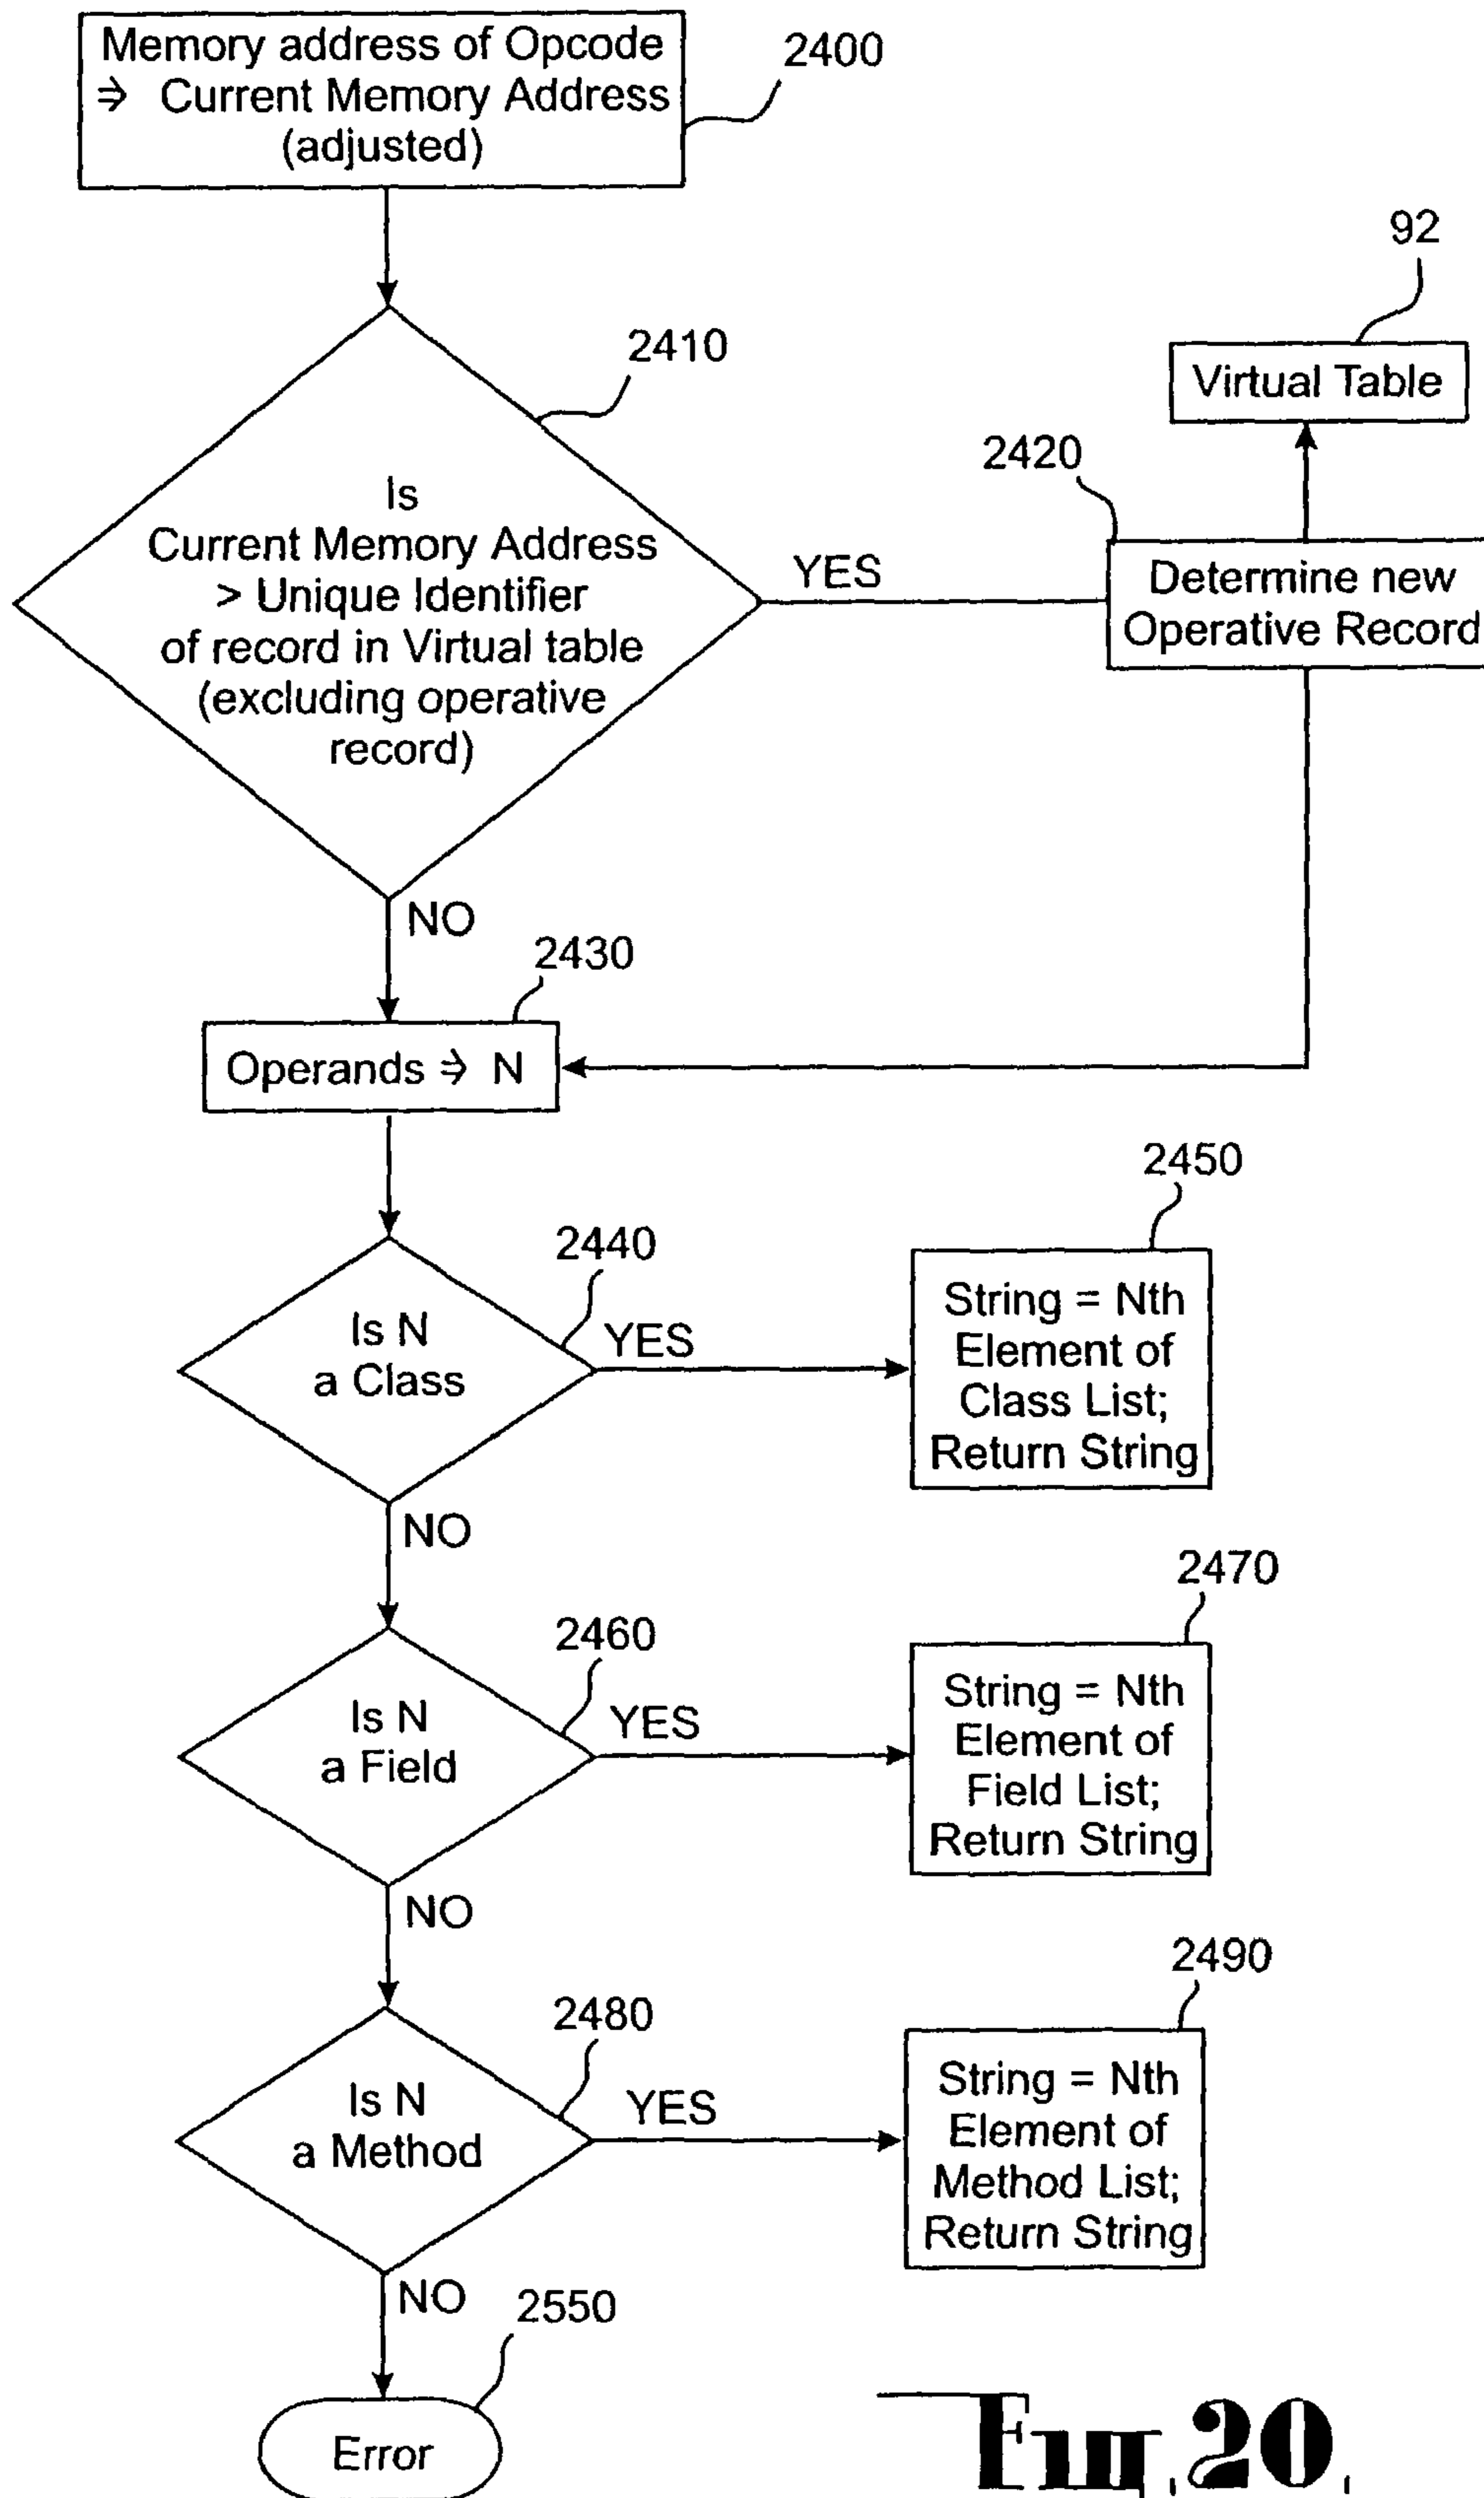 Memory address of Opcode
⇒ Current Memory Address
(adjusted)
2400
92
Virtual Table
2410
2420
Is
Current Memory Address
> Unique Identifier
of record in Virtual table
(excluding operative
record)
YES
Determine new
Operative Record
NO
2430
Operands ⇒ N
2440
Is N
a Class
YES
2450
String = Nth
Element of
Class List;
Return String
NO
2460
Is N
a Field
YES
2470
String = Nth
Element of
Field List;
Return String
NO
2480
Is N
a Method
YES
2490
String = Nth
Element of
Method List;
Return String
NO
2550
Error
Fig. 20.